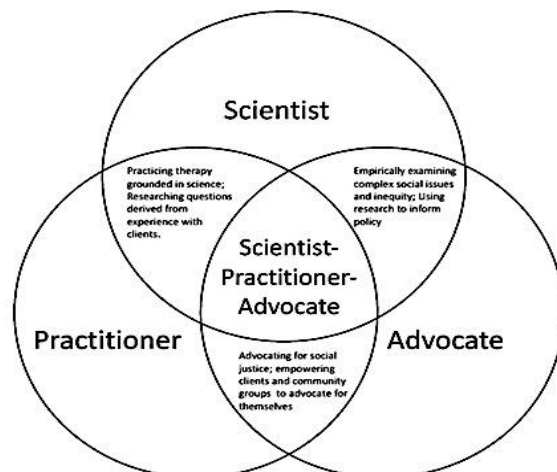 Scientist
Practicing therapy
grounded in science;
Researching questions
derived from
experience with
clients.
Empirically examining
complex social issues
and inequity; Using
research to inform
policy
Scientist-
Practitioner-
Advocate
Practitioner
Advocate
Advocating for social
justice; empowering
clients and community
groups to advocate for
themselves